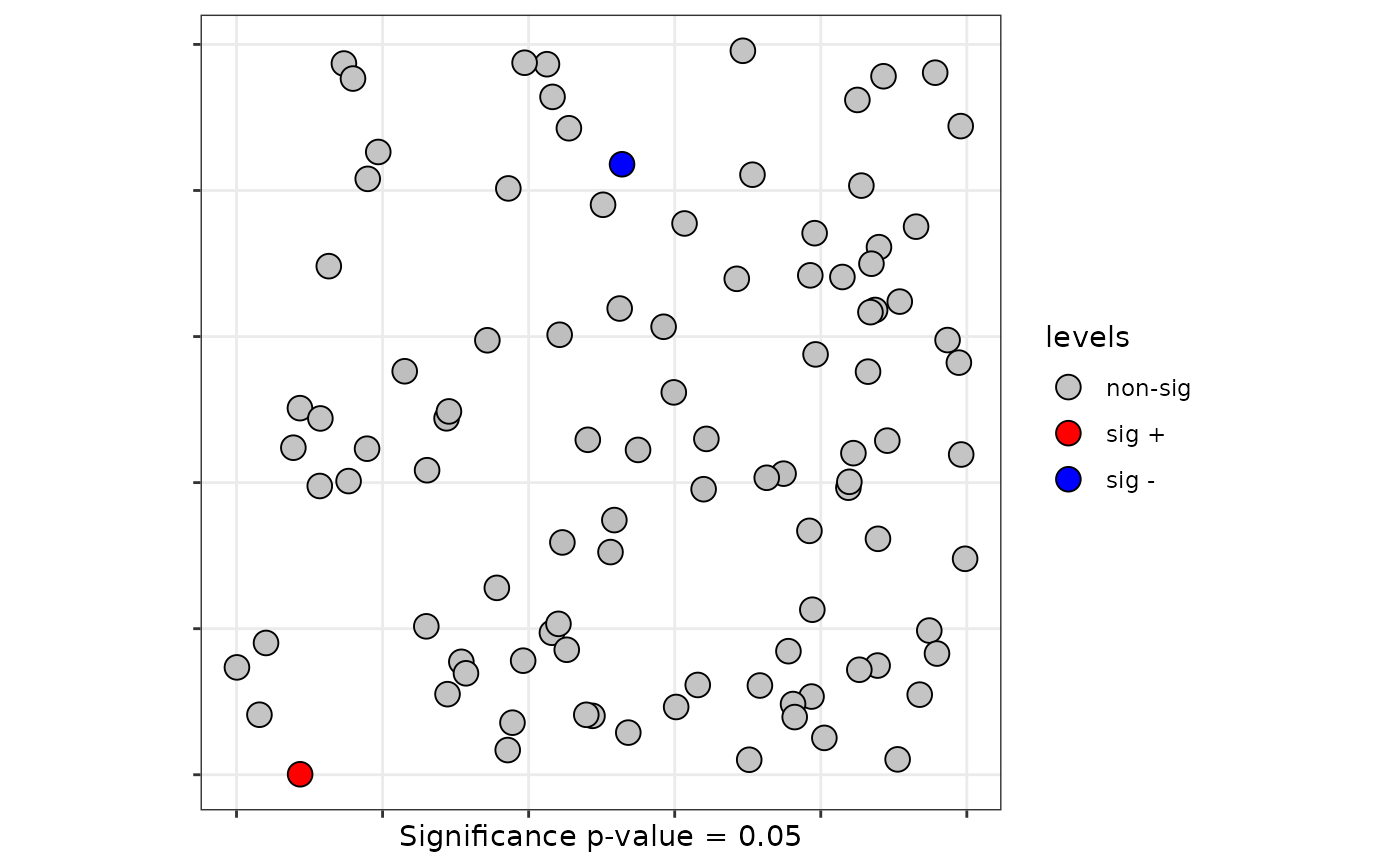 levels
non-sig
sig +
sig -
Significance p-value = 0.05